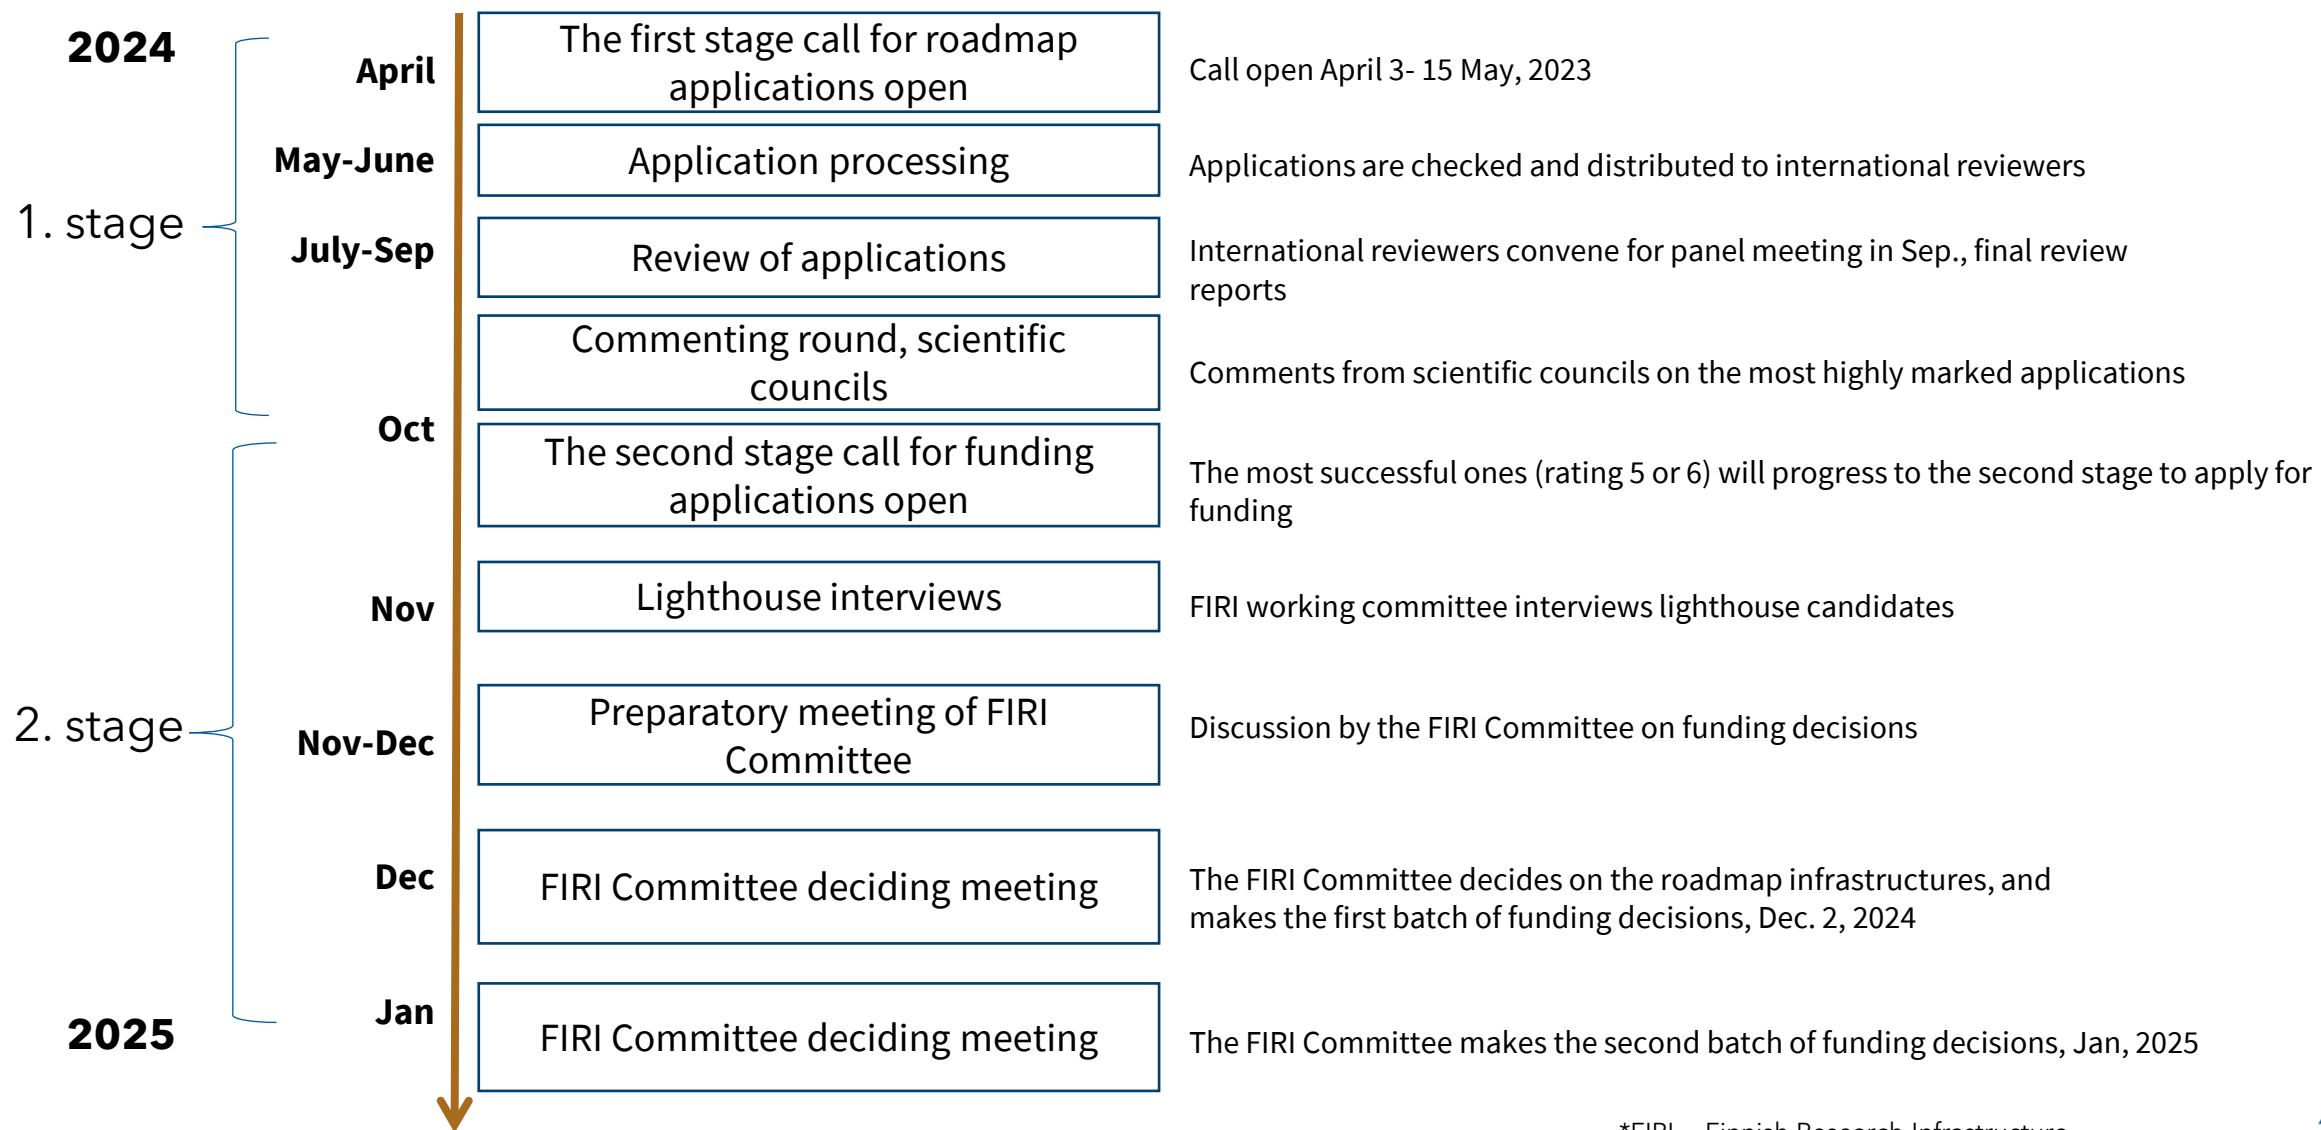 2024
April
The first stage call for roadmap
applications open
Call open April 3- 15 May, 2023
May-June
Application processing
Applications are checked and distributed to international reviewers
1. stage
July-Sep
Review of applications
International reviewers convene for panel meeting in Sep., final review
reports
Commenting round, scientific
councils
Comments from scientific councils on the most highly marked applications
Oct
The second stage call for funding
applications open
The most successful ones (rating 5 or 6) will progress to the second stage to apply for
funding
Nov
Lighthouse interviews
FIRI working committee interviews lighthouse candidates
2. stage
Nov-Dec
Preparatory meeting of FIRI
Committee
Discussion by the FIRI Committee on funding decisions
Dec
FIRI Committee deciding meeting
The FIRI Committee decides on the roadmap infrastructures, and
makes the first batch of funding decisions, Dec. 2, 2024
2025
Jan
FIRI Committee deciding meeting
The FIRI Committee makes the second batch of funding decisions, Jan, 2025
*FIRI Finnish Research Infrastructure